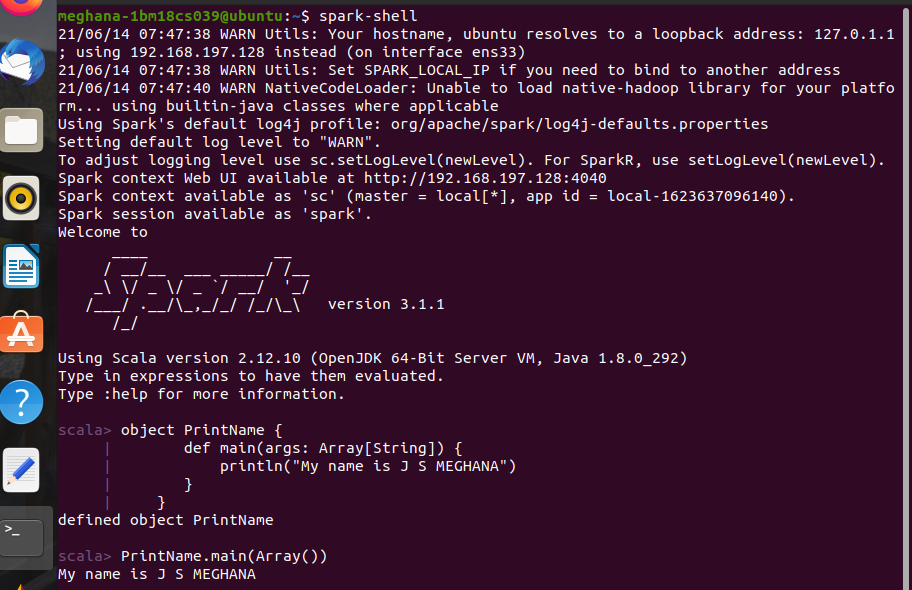 meghana-1bm18cs039@ubuntu:~$ spark-shell
21/06/14 07:47:38 WARN Utils: Your hostname, ubuntu resolves to a loopback address: 127.0.1.1
; using 192.168.197.128 instead (on interface ens33)
21/06/14 07:47:38 WARN Utils: Set SPARK_LOCAL_IP if you need to bind to another address
21/06/14 07:47:40 WARN NativeCodeLoader: Unable to load native-hadoop library for your platfo
rm... using builtin-java classes where applicable
Using Spark's default log4j profile: org/apache/spark/log4j-defaults.properties
Setting default log level to "WARN".
To adjust logging level use sc.setLogLevel(newLevel). For SparkR, use setLogLevel(newLevel).
Spark context Web UI available at http://192.168.197.128:4040
Spark context available as 'sc' (master = local[*], app id = local-1623637096140).
Spark session available as 'spark'.
Welcome to
      ____              __
     / __/__  ___ _____/ /__
    _\ \/ _ \/ _ `/ __/  '_/
   /___/ .__/\_,_/_/ /_/\_\   version 3.1.1
      /_/
Using Scala version 2.12.10 (OpenJDK 64-Bit Server VM, Java 1.8.0_292)
Type in expressions to have them evaluated.
Type :help for more information.
scala> object PrintName {
     |        def main(args: Array[String]) {
     |            println("My name is J S MEGHANA")
     |        }
     |     }
defined object PrintName
scala> PrintName.main(Array())
My name is J S MEGHANA